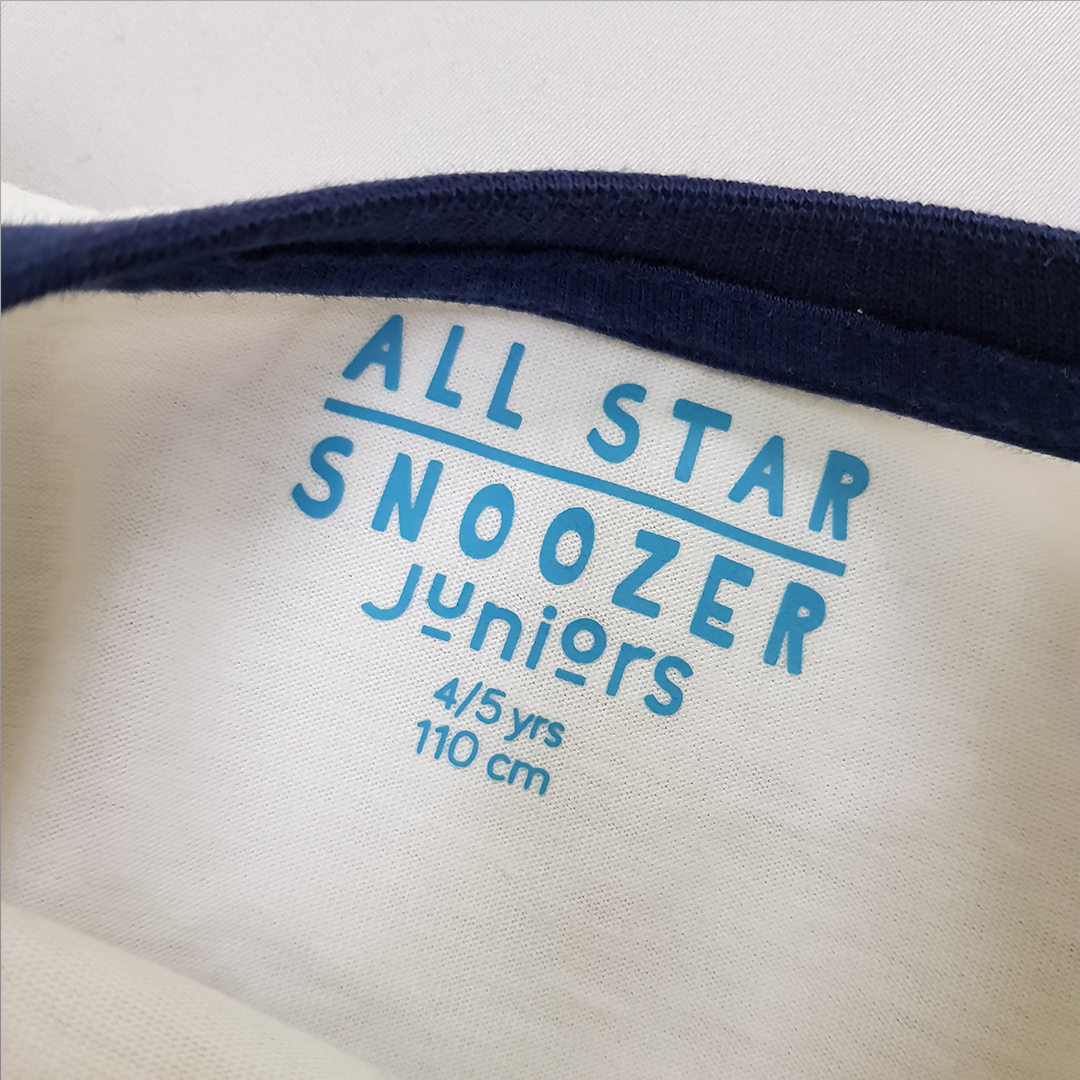 ALL STAR
SNOOZER
Juniors
4/5 yrs
110 cm